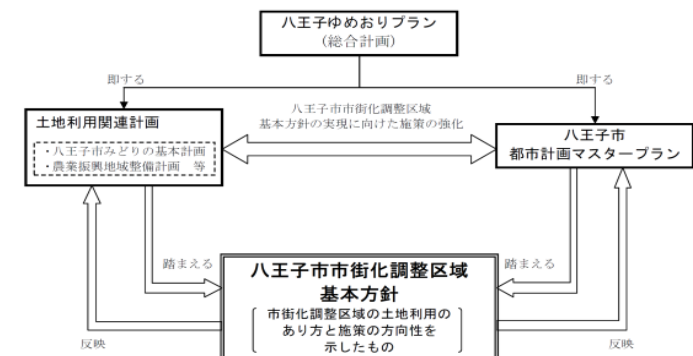 八王子ゆめおりプラン
(総合計画)
即する
即する
土地利用関連計画
・八王子市みどりの基本計画
・農業振興地域整備計画 等
八王子市市街化調整区域
基本方針の実現に向けた施策の強化
八王子市
都市計画マスタープラン
踏まえる
踏まえる
八王子市市街化調整区域
基本方針
市街化調整区域の土地利用の
あり方と施策の方向性を
示したもの
反映
反映